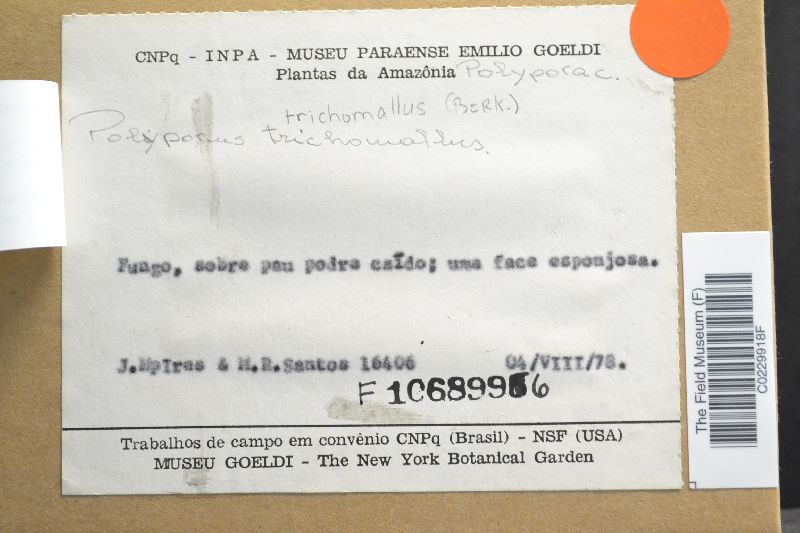 CNPq - INPA - MUSEU PARAENSE EMILIO GOELDI
Plantas da Amazônia Polyporac.
trichomallus (BERK.)
Polyporus trichomallus.
Fungo, sobre pau podre caído; uma face esponjosa.
& M.R.Santos 16406 04/VIII/78.
F
Trabalhos de campo em convênio CNPq (Brasil) - NSF (USA)
MUSEU GOELDI - The New York Botanical Garden
The Field Museum (F)
C0229918F